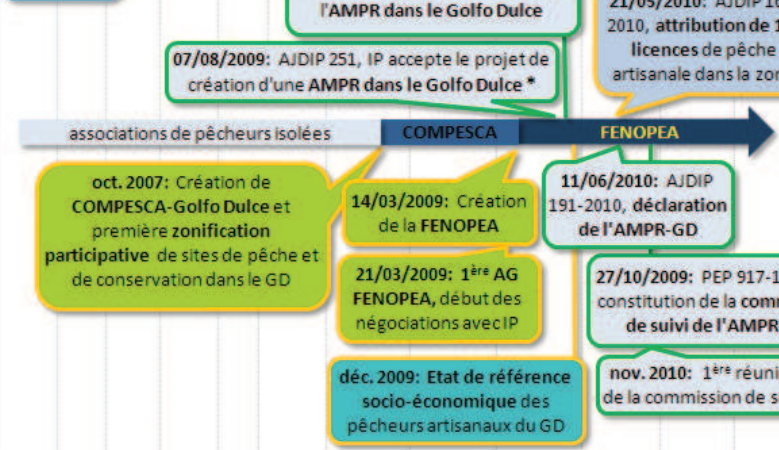 l'AMPR dans le Golfo Dulce
21/05/2010: AJDIP
2010, attribution de
licences de pêche
artisanale dans la
07/08/2009: AJDIP 251, IP accepte le projet de
création d'une AMPR dans le Golfo Dulce *
associations de pêcheurs isolées
COMPESCA
FENOPEA
oct. 2007: Création de
COMPESCA-Golfo Dulce et
première zonification
participative de sites de pêche et
de conservation dans le GD
14/03/2009: Création
de la FENOPEA
21/03/2009: 1ère AG
FENOPEA, début des
négociations avec IP
déc. 2009: Etat de référence
socio-économique des
pêcheurs artisanaux du GD
11/06/2010: AJDIP
191-2010, déclaration
de l'AMPR-GD
27/10/2009: PEP 917-1
constitution de la
de suivi de l'AMPR
nov. 2010: 1ère
de la commission de